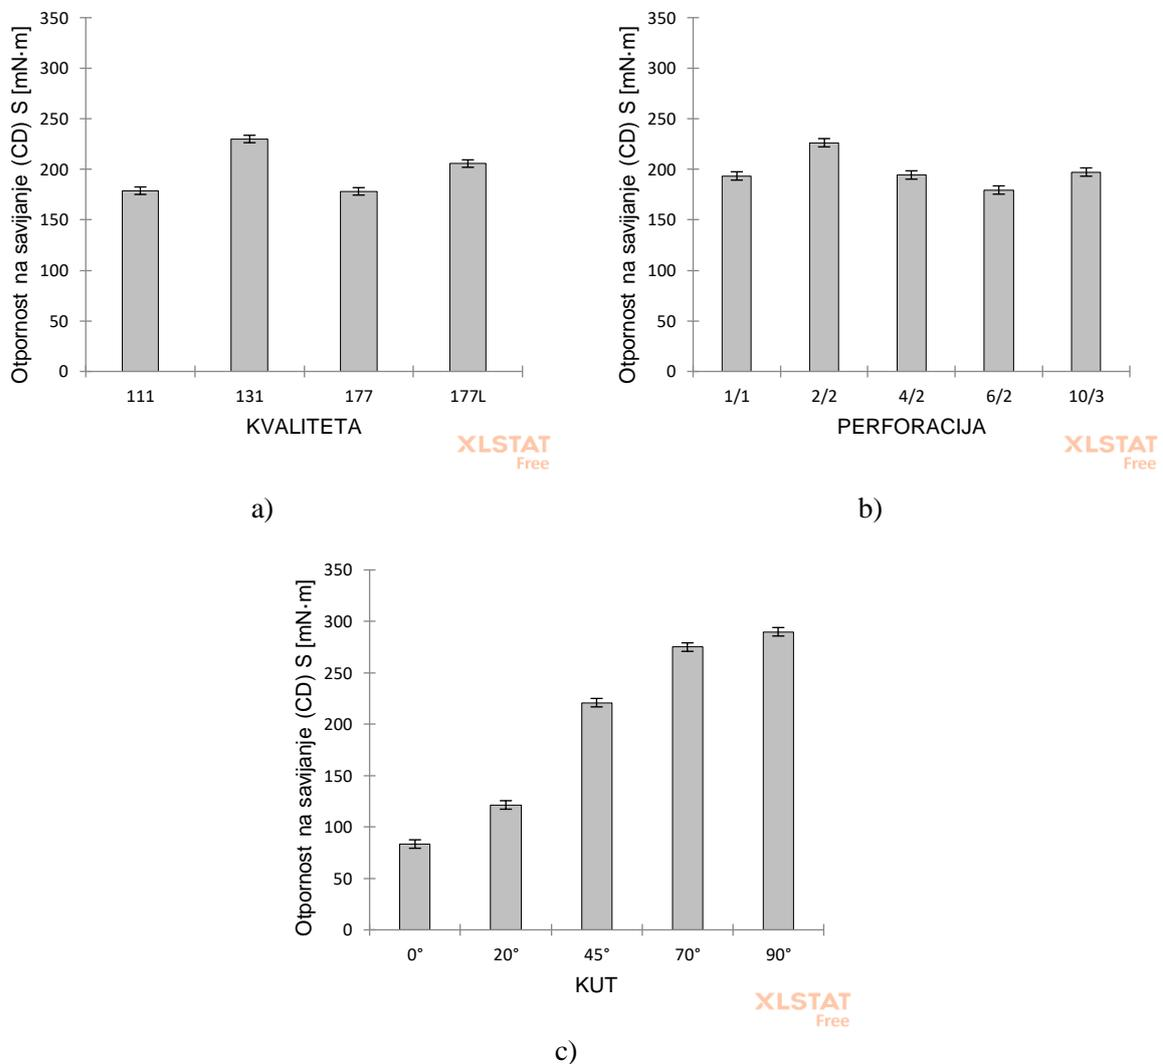 Otpornost na savijanje (CD) S [mN·m]
350
300
250
200
150
100
50
0
111 131 177 177L
KVALITETA
XLSTAT
Free
a)
Otpornost na savijanje (CD) S [mN·m]
350
300
250
200
150
100
50
0
1/1 2/2 4/2 6/2 10/3
PERFORACIJA
XLSTAT
Free
b)
Otpornost na savijanje (CD) S [mN·m]
350
300
250
200
150
100
50
0
0° 20° 45° 70° 90°
KUT
XLSTAT
Free
c)